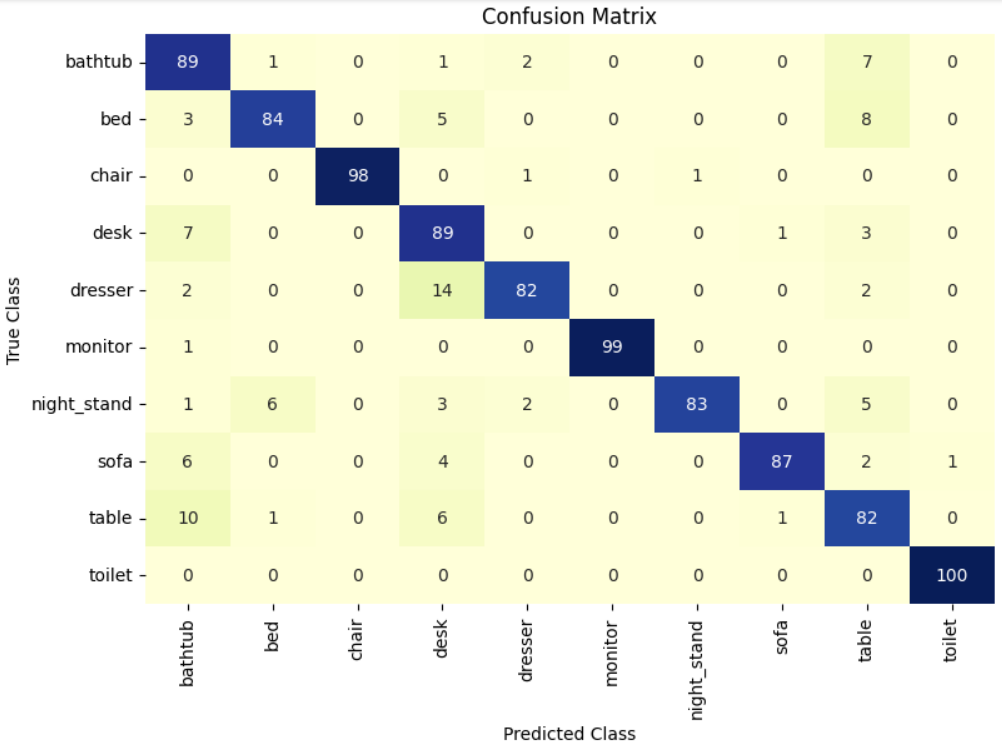 Confusion Matrix
True Class
bathtub 89 1 0 1 2 0 0 0 7 0
bed 3 84 0 5 0 0 0 0 8 0
chair 0 0 98 0 1 0 1 0 0 0
desk 7 0 0 89 0 0 0 1 3 0
dresser 2 0 0 14 82 0 0 0 2 0
monitor 1 0 0 0 0 99 0 0 0 0
night_stand 1 6 0 3 2 0 83 0 5 0
sofa 6 0 0 4 0 0 0 87 2 1
table 10 1 0 6 0 0 0 1 82 0
toilet 0 0 0 0 0 0 0 0 0 100
bathtub bed chair desk dresser monitor night_stand sofa table toilet
Predicted Class